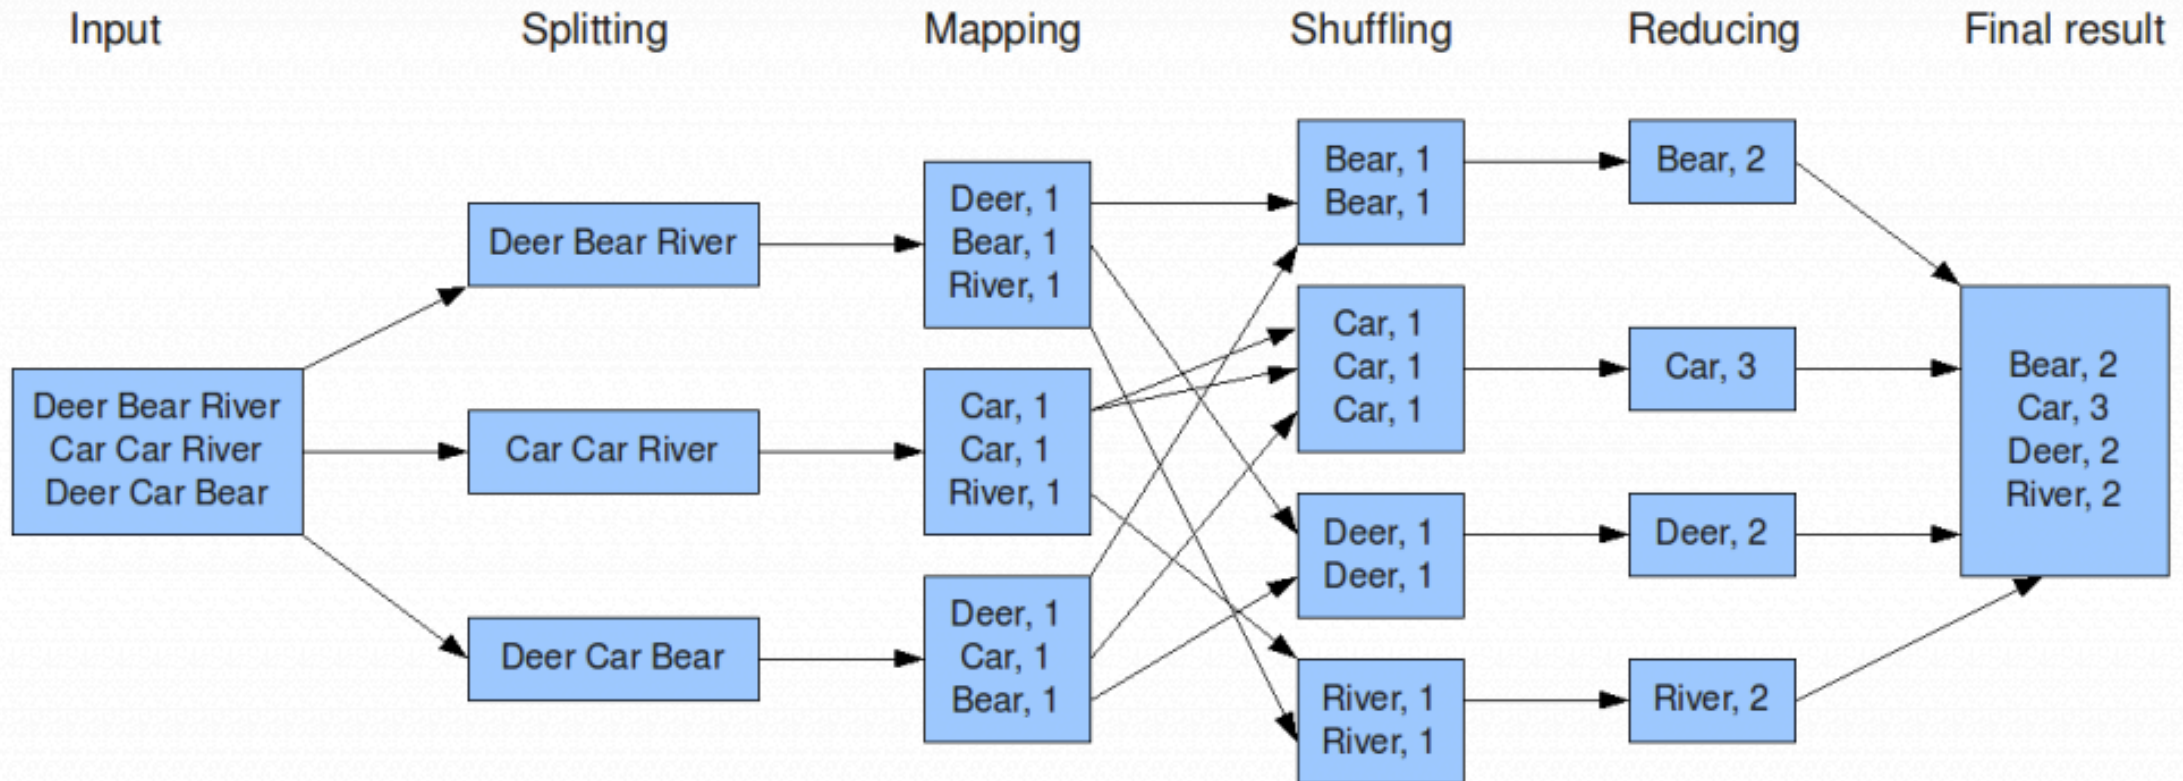 Input
Splitting
Mapping
Shuffling
Reducing
Final result
Deer Bear River
Car Car River
Deer Car Bear
Deer Bear River
Car Car River
Deer Car Bear
Deer, 1
Bear, 1
River, 1
Car, 1
Car, 1
River, 1
Deer, 1
Car, 1
Bear, 1
Bear, 1
Bear, 1
Car, 1
Car, 1
Car, 1
Deer, 1
Deer, 1
River, 1
River, 1
Bear, 2
Car, 3
Deer, 2
River, 2
Bear, 2
Car, 3
Deer, 2
River, 2